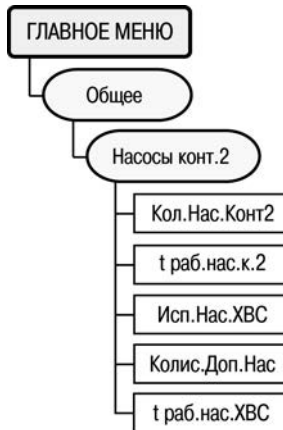 ГЛАВНОЕ МЕНЮ
Общее
Насосы конт.2
Кол.Нас.Конт2
t раб.нас.к.2
Исп.Нас.ХВС
Колис.Доп.Нас
t раб.нас.ХВС